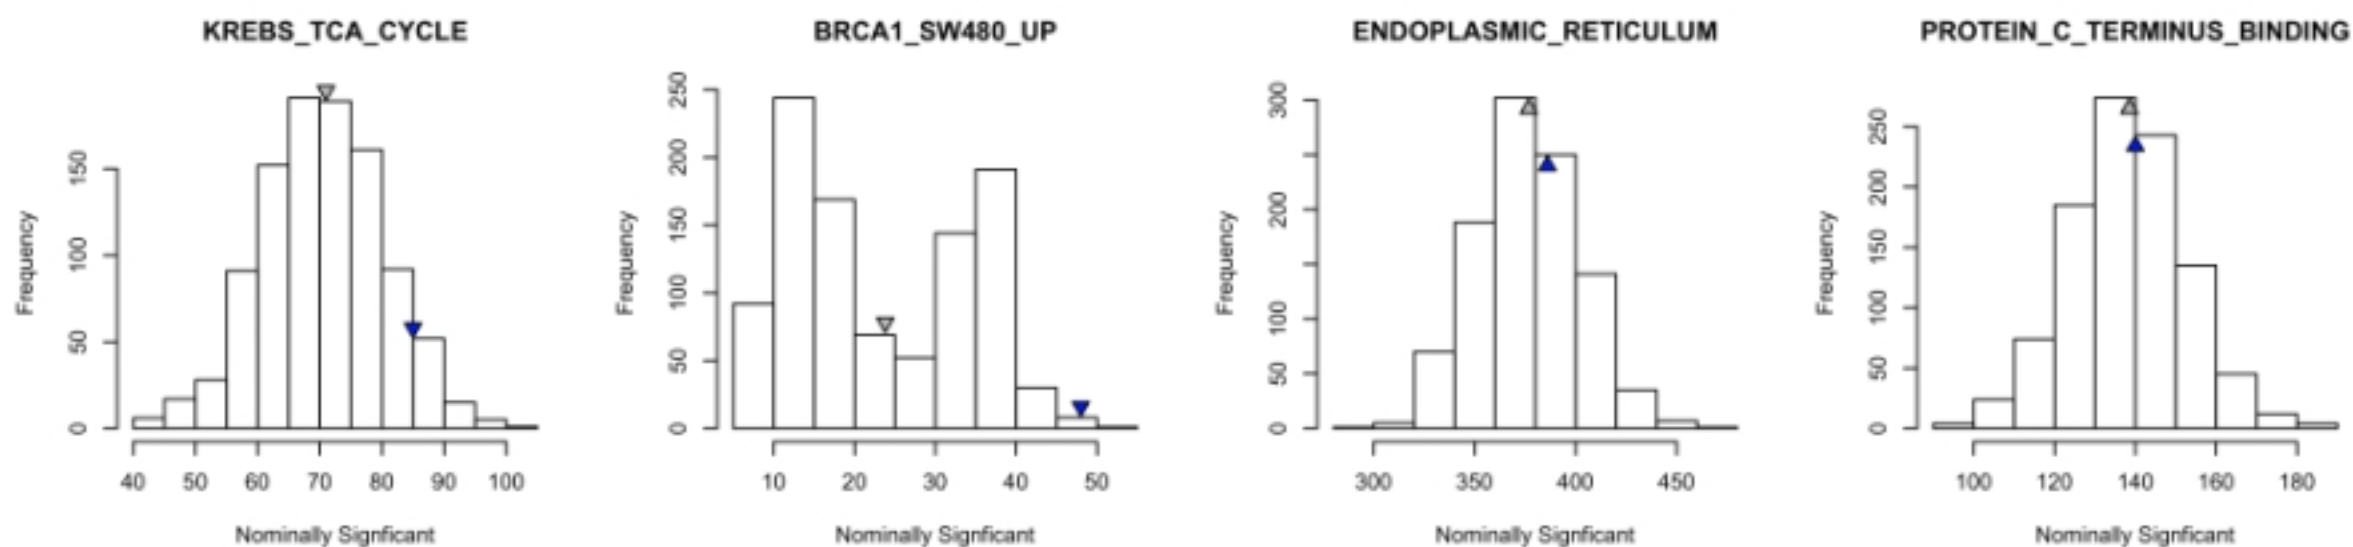 KREBS_TCA_CYCLE
Frequency
150
100
50
0
40 50 60 70 80 90 100
Nominally Signficant
BRCA1_SW480_UP
Frequency
250
200
150
100
50
0
10 20 30 40 50
Nominally Signficant
ENDOPLASMIC_RETICULUM
Frequency
300
200
100
50
0
300 350 400 450
Nominally Signficant
PROTEIN_C_TERMINUS_BINDING
Frequency
250
200
150
100
50
0
100 120 140 160 180
Nominally Signficant